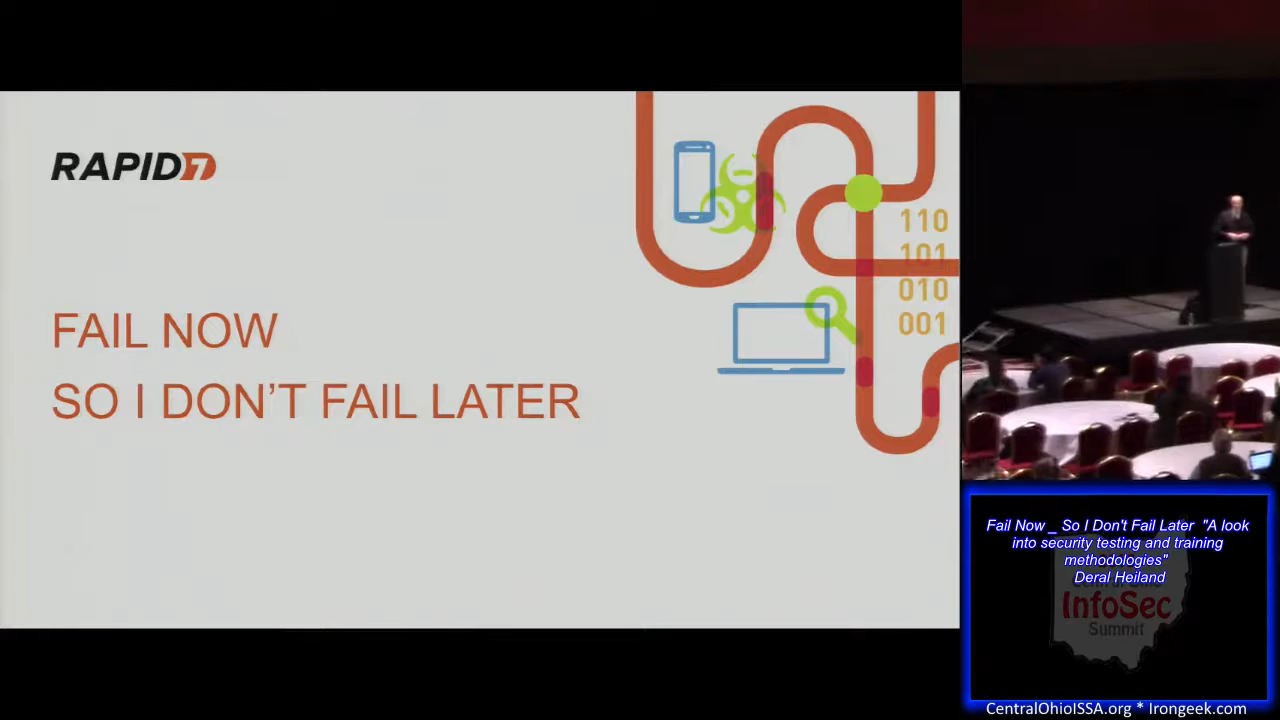 RAPID7
FAIL NOW
SO I DON'T FAIL LATER
110
101
010
001
Fail Now _ So I Don't Fail Later "A look
into security testing and training
methodologies"
Deral Heiland
InfoSec
Summit
CentralOhioISSA.org * Irongeek.com